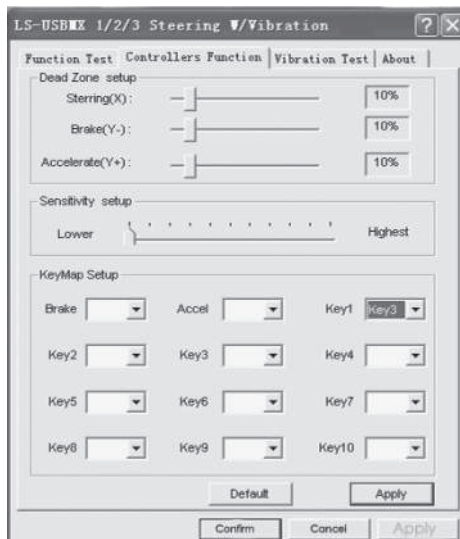 LS-USBMX 1/2/3 Steering W/Vibration
Function Test Controllers Function Vibration Test About
Dead Zone setup
Sterring(X): 10%
Brake(Y-): 10%
Accelerate(Y+): 10%
Sensitivity setup
Lower Highest
KeyMap Setup
Brake Accel Key1 Key3
Key2 Key3 Key4
Key5 Key6 Key7
Key8 Key9 Key10
Default Apply
Confirm Cancel Apply